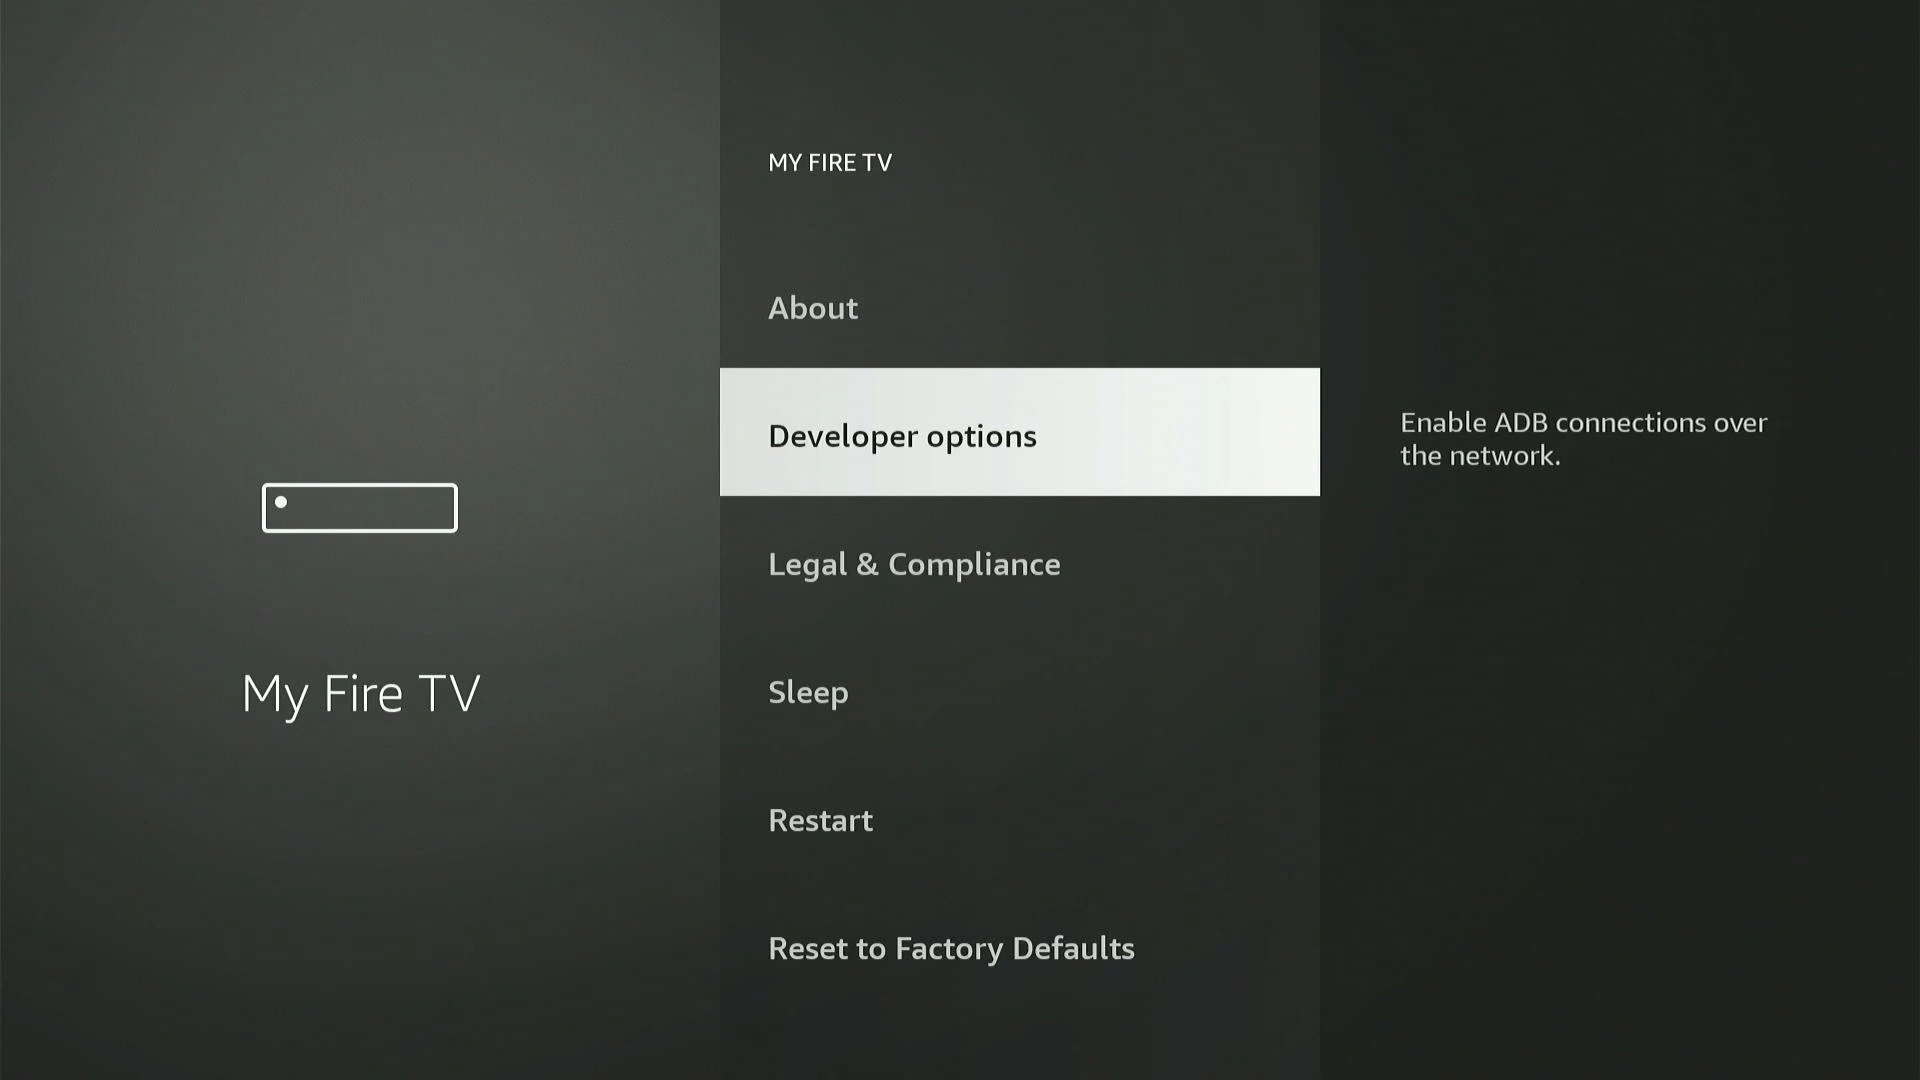 MY FIRE TV
About
Developer options
Enable ADB connections over
the network.
Legal & Compliance
Sleep
My Fire TV
Restart
Reset to Factory Defaults